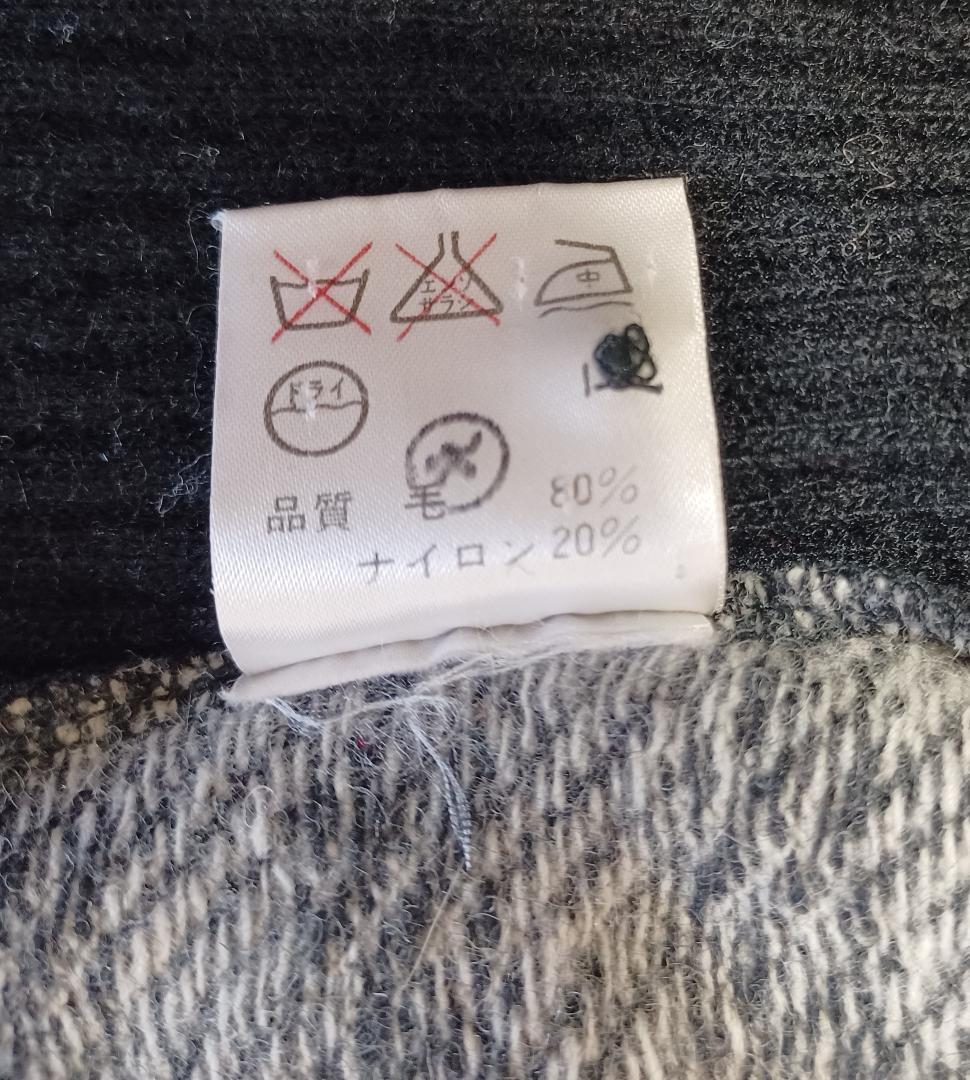 エンソ
サラシ
中
ドライ
品質 毛 80%
ナイロン 20%